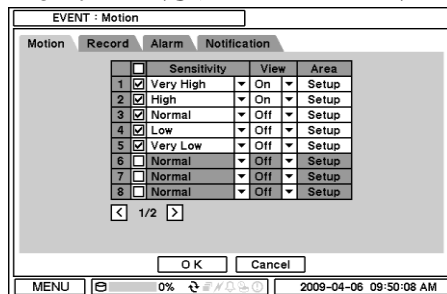 EVENT : Motion
Motion Record Alarm Notification
Sensitivity View Area
1 Very High On Setup
2 High On Setup
3 Normal Off Setup
4 Low Off Setup
5 Very Low Off Setup
6 Normal Off Setup
7 Normal Off Setup
8 Normal Off Setup
< 1/2 >
OK Cancel
MENU 0% 2009-04-06 09:50:08 AM